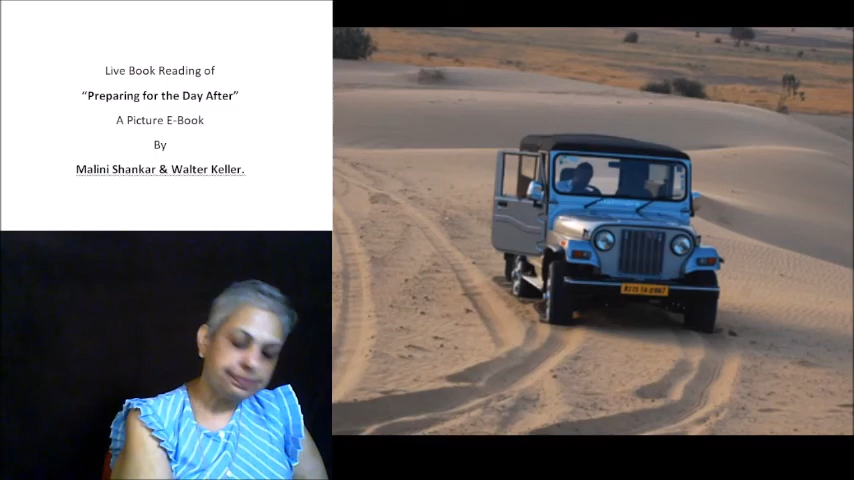 Live Book Reading of
“Preparing for the Day After”
A Picture E-Book
By
Malini Shankar & Walter Keller.